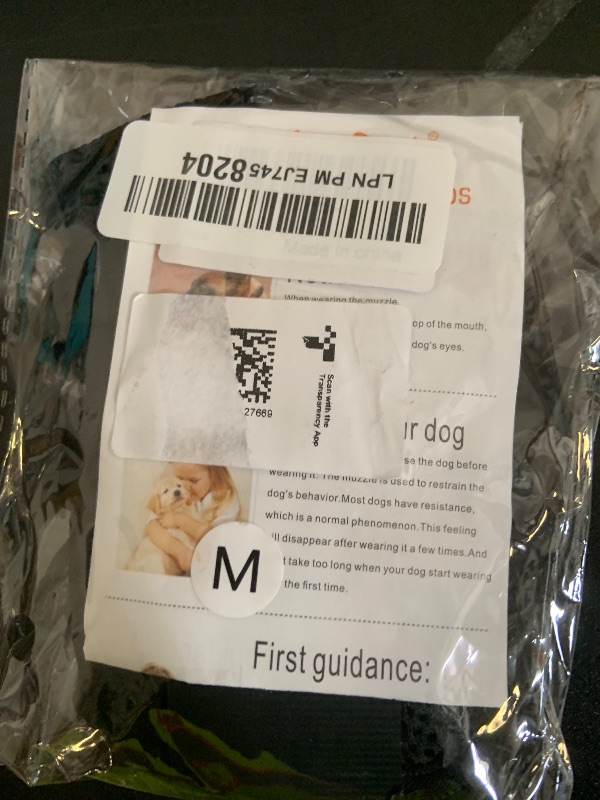 LPN PM EJ7458204
Made in china
When wearing the muzzle,
op of the mouth,
dog's eyes.
Scan with the
Transparency App
27669
ur dog
se the dog before
wearing it. The muzzle is used to restrain the
dog's behavior.Most dogs have resistance,
which is a normal phenomenon.This feeling
ll disappear after wearing it a few times.And
t take too long when your dog start wearing
the first time.
M
First guidance: